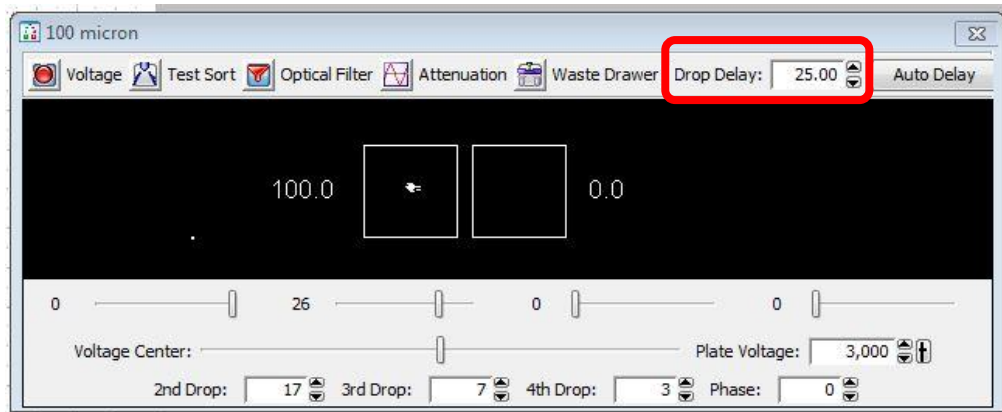 100 micron
Voltage Test Sort Optical Filter Attenuation Waste Drawer Drop Delay: 25.00 Auto Delay
100.0 0.0
0 26 0 0
Voltage Center: Plate Voltage: 3,000
2nd Drop: 17 3rd Drop: 7 4th Drop: 3 Phase: 0